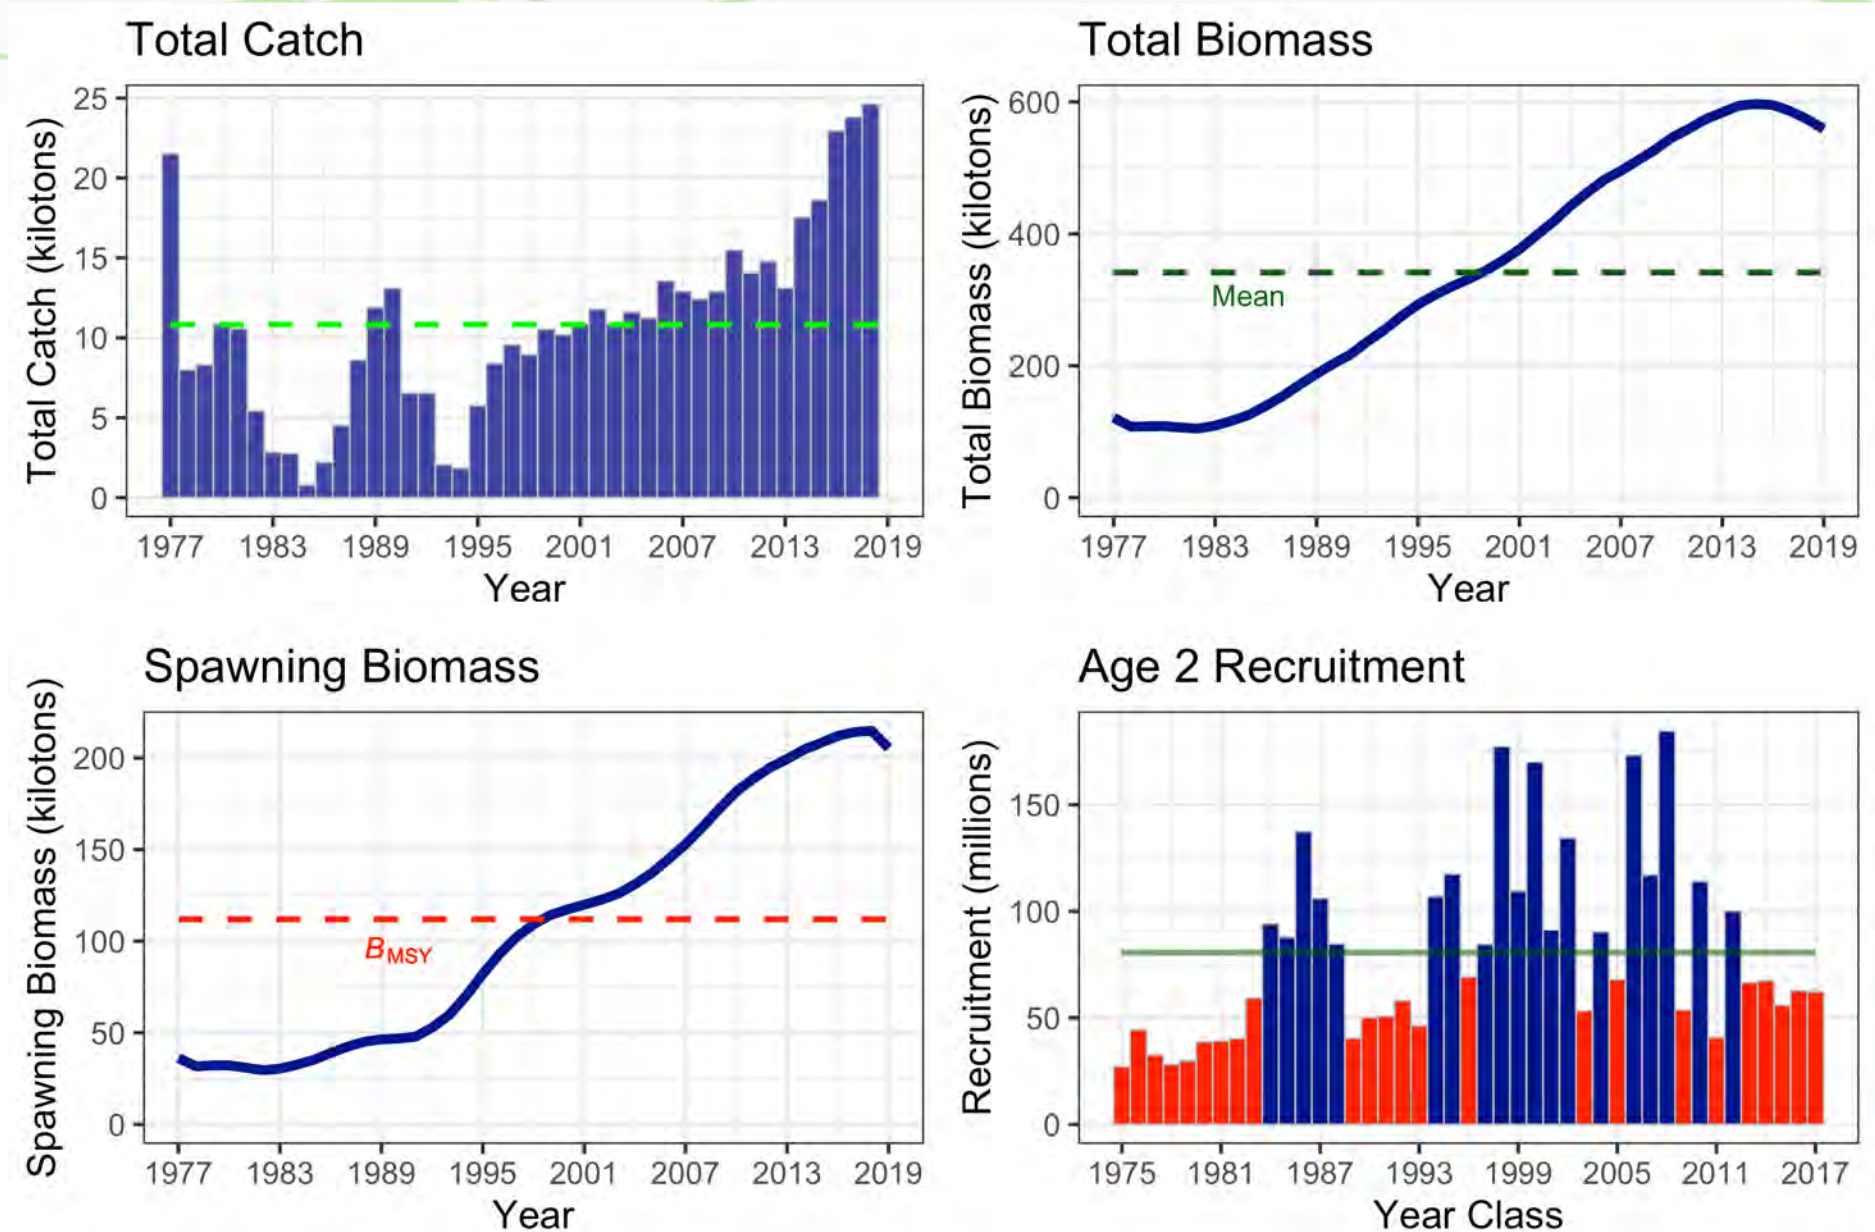 Total Catch
Total Catch (kilotons)
25
20
15
10
5
0
1977 1983 1989 1995 2001 2007 2013 2019
Year
Total Biomass
Total Biomass (kilotons)
600
400
200
0
Mean
1977 1983 1989 1995 2001 2007 2013 2019
Year
Spawning Biomass
Spawning Biomass (kilotons)
200
150
100
50
0
BMSY
1977 1983 1989 1995 2001 2007 2013 2019
Year
Age 2 Recruitment
Recruitment (millions)
150
100
50
0
1975 1981 1987 1993 1999 2005 2011 2017
Year Class